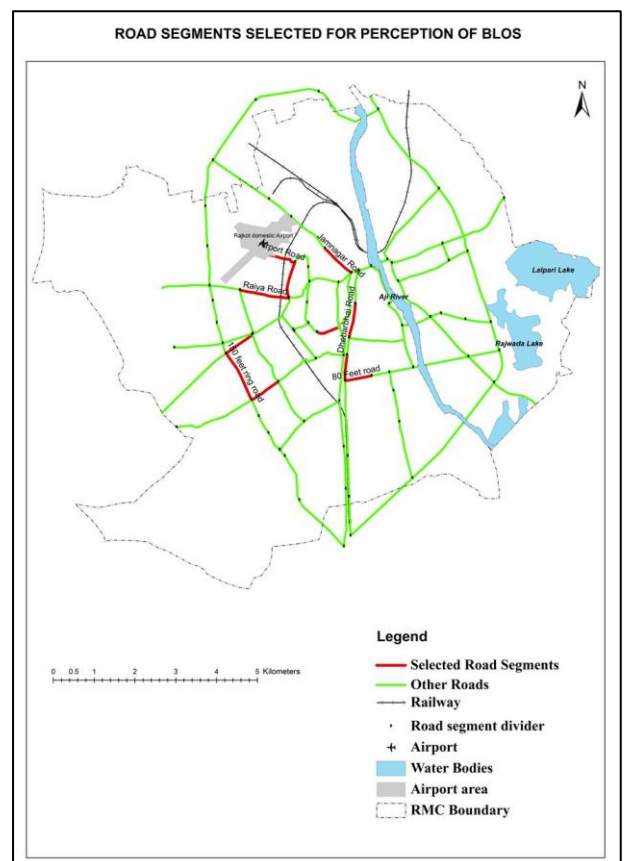 ROAD SEGMENTS SELECTED FOR PERCEPTION OF BLOS
N
Rajkot domestic Airport
Airport Road
Jamnagar Road
Raiya Road
Dhebarbhai Road
Aji River
Lalpari Lake
Rajwada Lake
150 feet ring road
80 Feet road
Legend
Selected Road Segments
Other Roads
Railway
Road segment divider
Airport
Water Bodies
Airport area
RMC Boundary
0 0.5 1 2 3 4 5 Kilometers